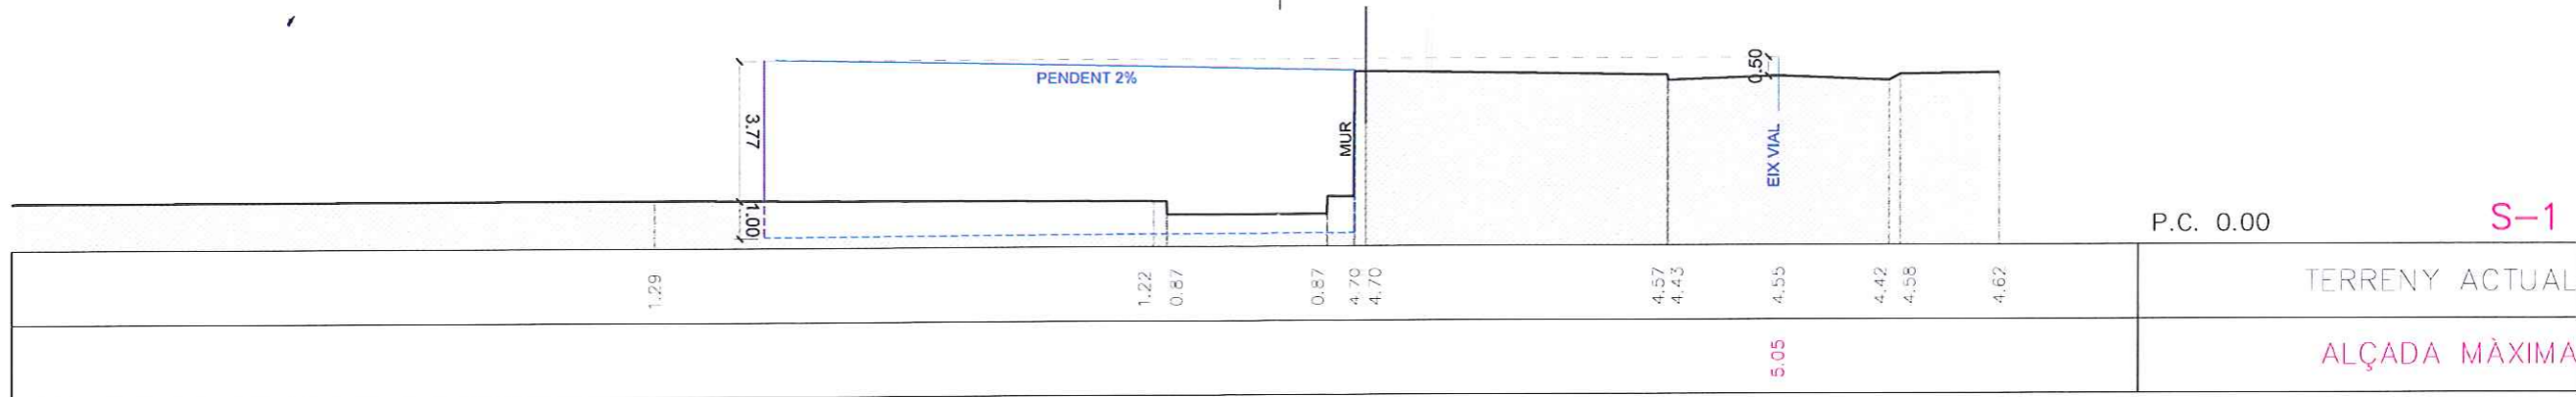 0.50
PENDENT 2%
3.77
MUR
EIX VIAL
1.00
P.C. 0.00
S-1
1.29
1.22
0.87
0.87
4.70
4.70
4.57
4.43
4.55
4.42
4.58
4.62
TERRENY ACTUAL
5.05
ALÇADA MÀXIMA